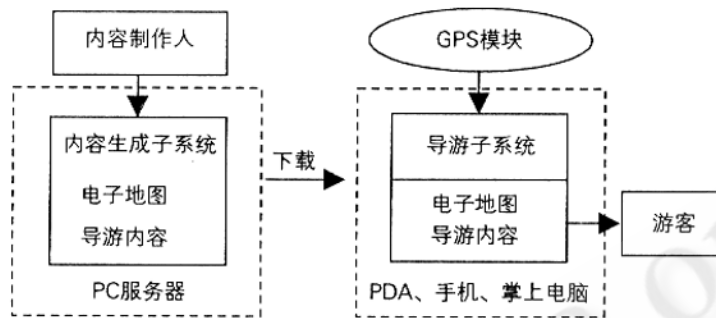 内容制作人
GPS模块
内容生成子系统
电子地图
导游内容
PC服务器
下载
导游子系统
电子地图
导游内容
PDA、手机、掌上电脑
游客